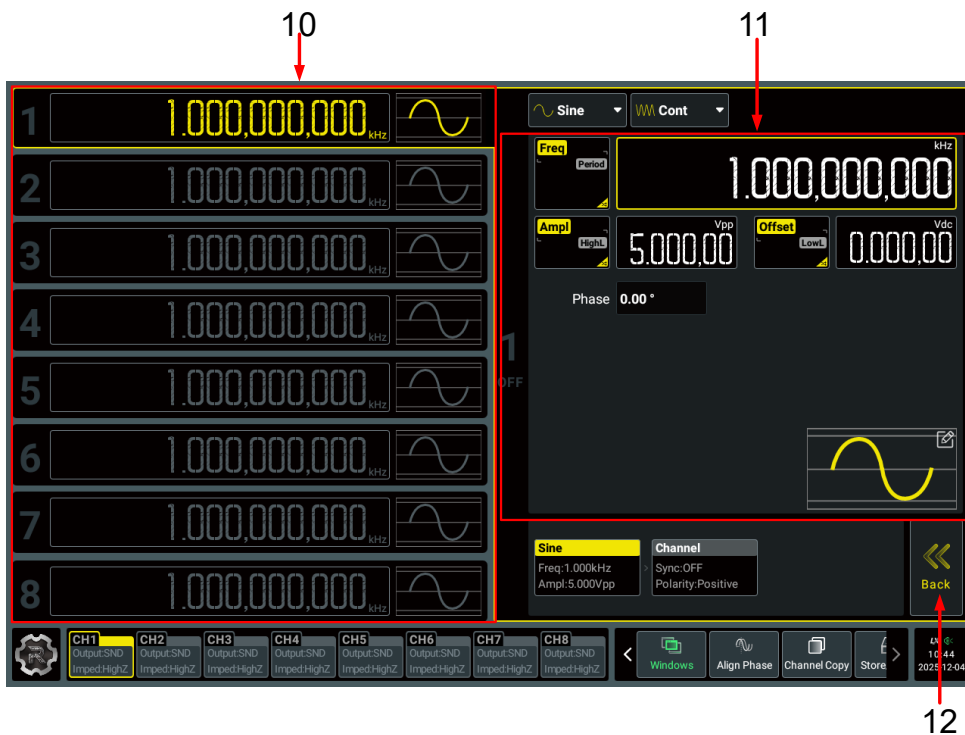 10
11
1
1.000,000,000 kHz
2
1.000,000,000 kHz
3
1.000,000,000 kHz
4
1.000,000,000 kHz
5
1.000,000,000 kHz
6
1.000,000,000 kHz
7
1.000,000,000 kHz
8
1.000,000,000 kHz
Sine Cont
Freq
Period
kHz
1.000,000,000
Ampl
HighL
Vpp
5.000,00
Offset
LowL
Vdc
0.000,00
Phase 0.00 °
1
OFF
Sine
Freq:1.000kHz
Ampl:5.000Vpp
Channel
Sync:OFF
Polarity:Positive
Back
CH1
Output:SND
Imped:HighZ
CH2
Output:SND
Imped:HighZ
CH3
Output:SND
Imped:HighZ
CH4
Output:SND
Imped:HighZ
CH5
Output:SND
Imped:HighZ
CH6
Output:SND
Imped:HighZ
CH7
Output:SND
Imped:HighZ
CH8
Output:SND
Imped:HighZ
Windows
Align Phase
Channel Copy
Store
2025-12-04
12